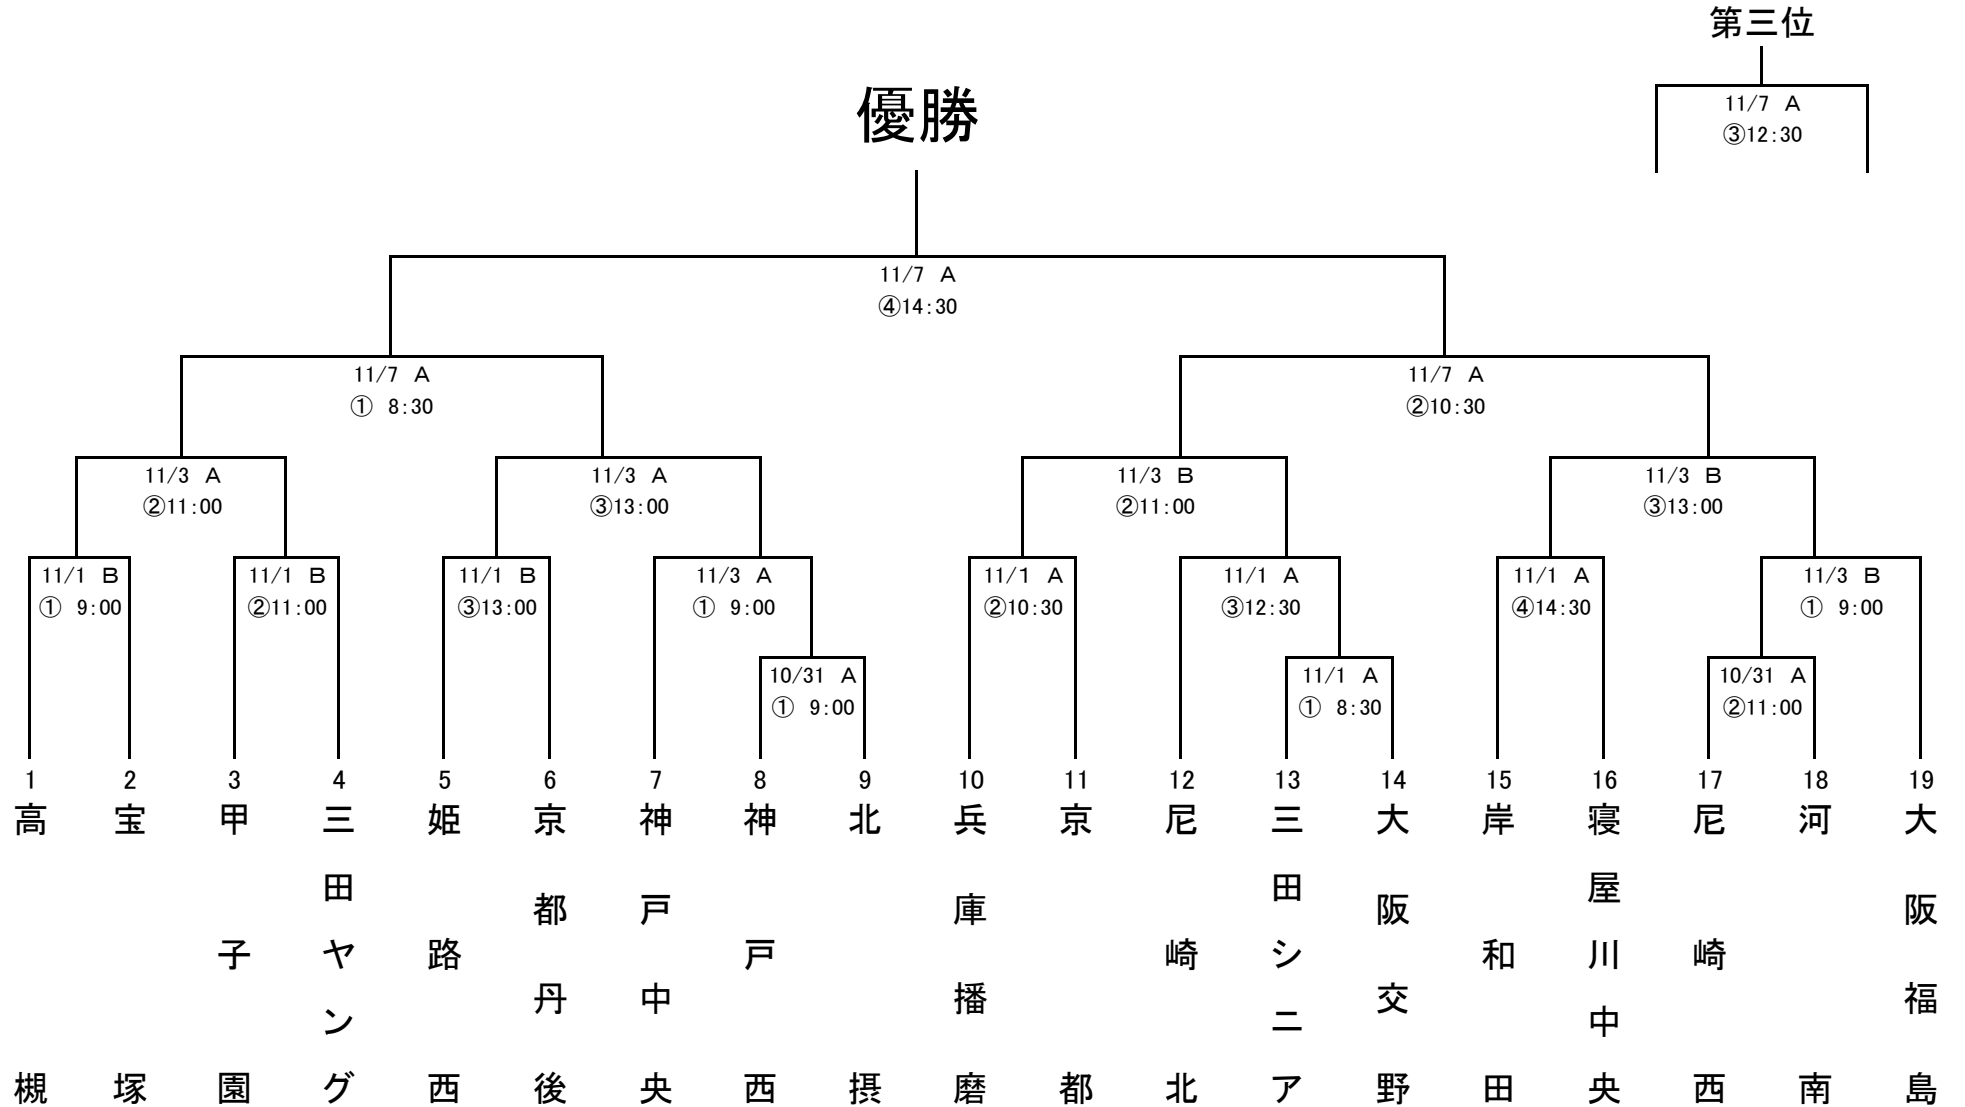 第三位
11/7 A
③12:30
優勝
11/7 A
④14:30
11/7 A
① 8:30
11/7 A
②10:30
11/3 A
②11:00
11/3 A
③13:00
11/3 B
②11:00
11/3 B
③13:00
11/1 B
① 9:00
11/1 B
②11:00
11/1 B
③13:00
11/3 A
① 9:00
11/1 A
②10:30
11/1 A
③12:30
11/1 A
④14:30
11/3 B
① 9:00
10/31 A
① 9:00
11/1 A
① 8:30
10/31 A
②11:00
1
高槻
2
宝塚
3
甲子園
4
三田ヤング
5
姫路西
6
京都丹後
7
神戸中央
8
神戸西
9
北摂
10
兵庫播磨
11
京都
12
尼崎北
13
三田シニア
14
大阪交野
15
岸和田
16
寝屋川中央
17
尼崎西
18
河南
19
大阪福島